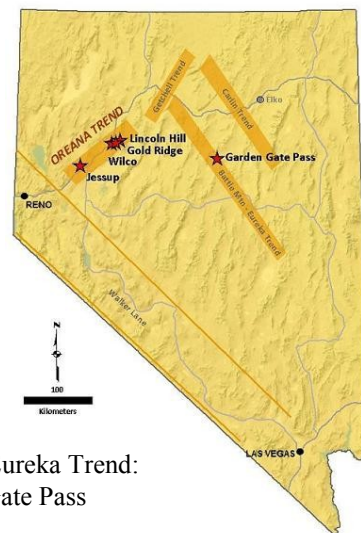 Getchell Trend
Carlin Trend
Elko
OREANA TREND
Lincoln Hill
Gold Ridge
Wilco
Garden Gate Pass
Jessup
Battle Mtn - Eureka Trend
RENO
Walker Lane
N
100
Kilometers
LAS VEGAS
ureka Trend:
ate Pass